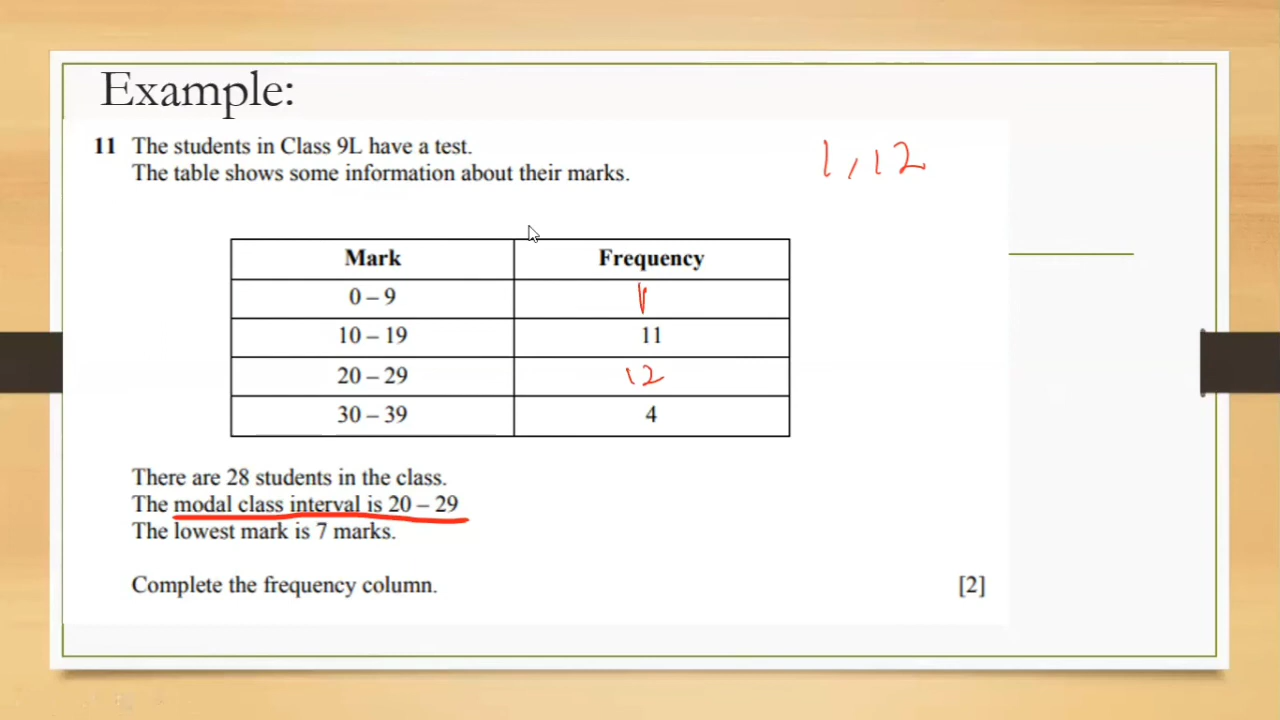 Example:
11 The students in Class 9L have a test.
The table shows some information about their marks.
1, 12
Mark Frequency
0 – 9 1
10 – 19 11
20 – 29 12
30 – 39 4
There are 28 students in the class.
The modal class interval is 20 – 29
The lowest mark is 7 marks.
Complete the frequency column. [2]